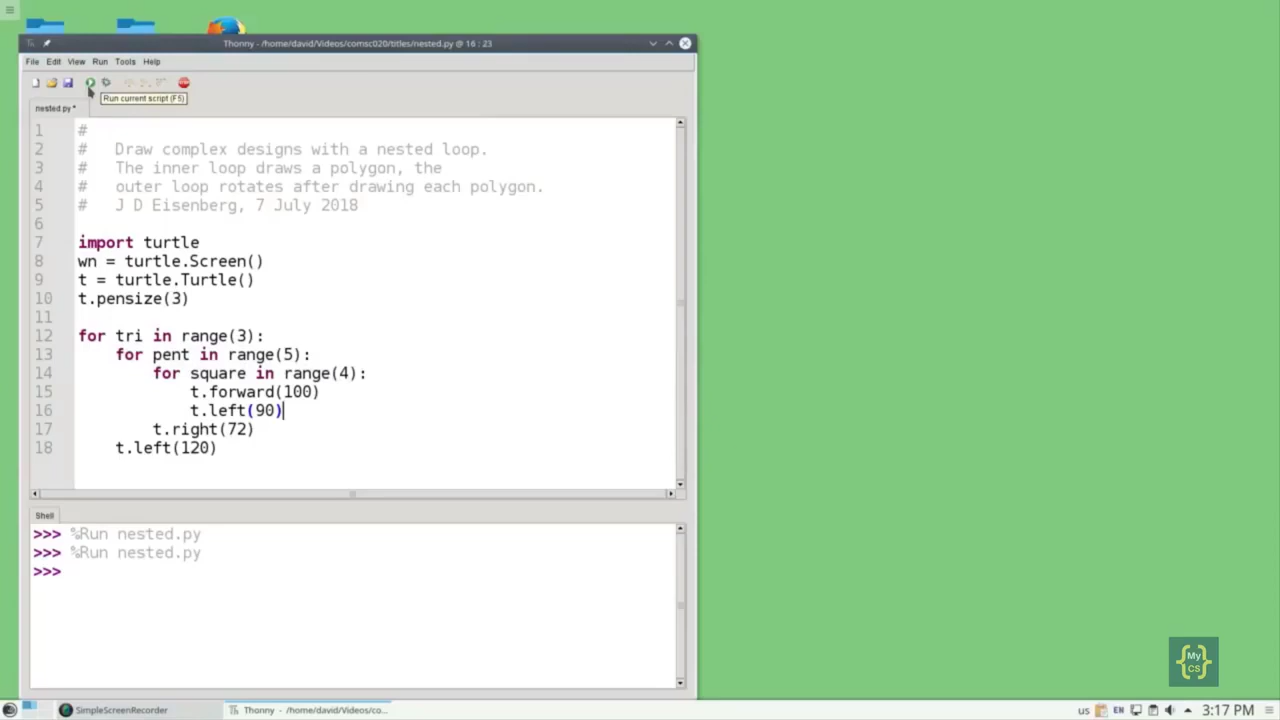 Thonny - /home/david/Videos/comsc020/titles/nested.py @ 16 : 23
File Edit View Run Tools Help
Run current script (F5)
nested.py *
1 #
2 #   Draw complex designs with a nested loop.
3 #   The inner loop draws a polygon, the
4 #   outer loop rotates after drawing each polygon.
5 #   J D Eisenberg, 7 July 2018
6
7 import turtle
8 wn = turtle.Screen()
9 t = turtle.Turtle()
10 t.pensize(3)
11
12 for tri in range(3):
13     for pent in range(5):
14         for square in range(4):
15             t.forward(100)
16             t.left(90)
17         t.right(72)
18     t.left(120)
Shell
>>> %Run nested.py
>>> %Run nested.py
>>>
My
CS
SimpleScreenRecorder Thonny - /home/david/Videos/co... us EN 3:17 PM